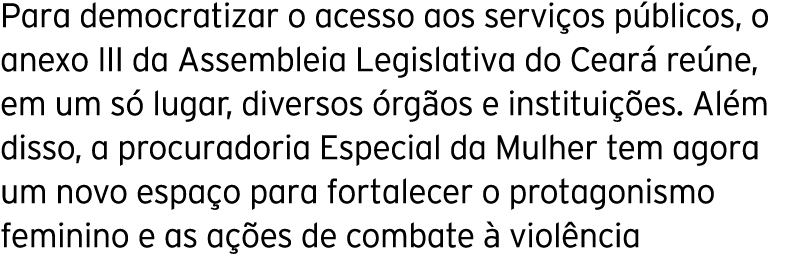 Para democratizar o acesso aos serviços públicos, o
anexo III da Assembleia Legislativa do Ceará reúne,
em um só lugar, diversos órgãos e instituições. Além
disso, a procuradoria Especial da Mulher tem agora
um novo espaço para fortalecer o protagonismo
feminino e as ações de combate à violência